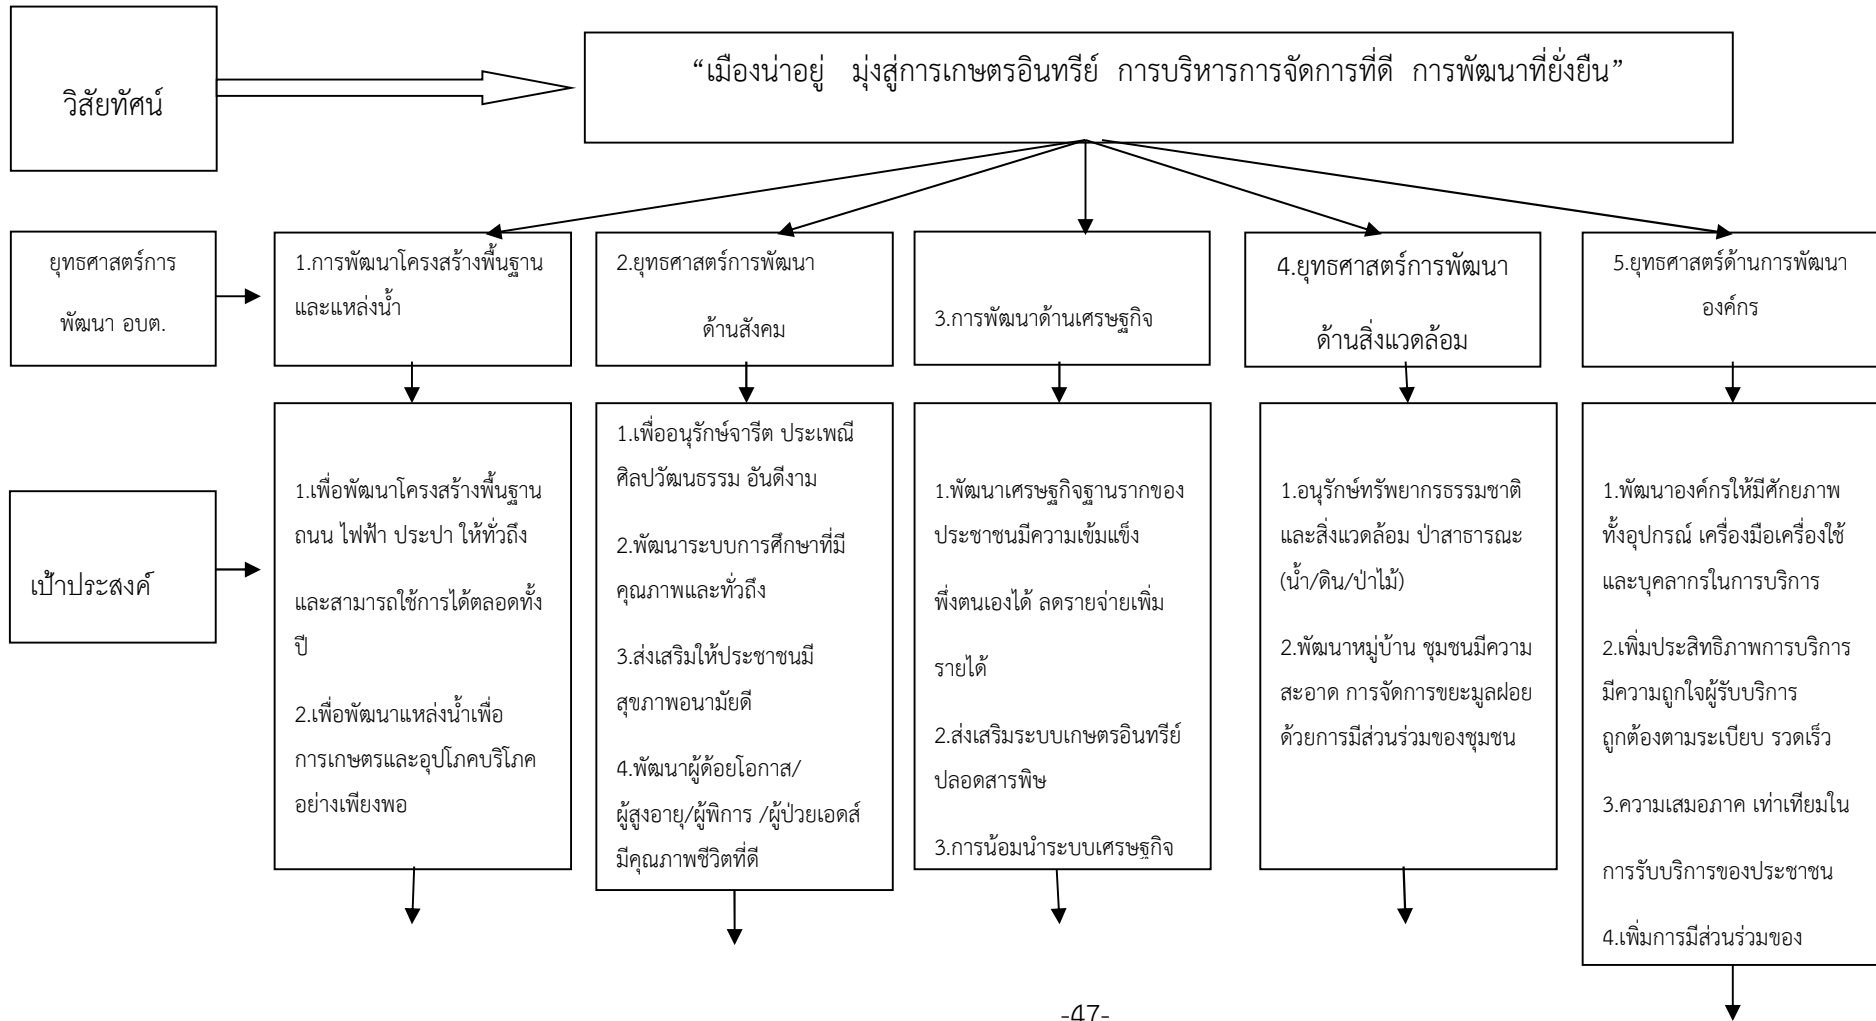 วิสัยทัศน์
“เมืองน่าอยู่ มุ่งสู่การเกษตรอินทรีย์ การบริหารการจัดการที่ดี การพัฒนาที่ยั่งยืน”
ยุทธศาสตร์การ
พัฒนา อบต.
1.การพัฒนาโครงสร้างพื้นฐาน
และแหล่งน้ำ
2.ยุทธศาสตร์การพัฒนา
ด้านสังคม
3.การพัฒนาด้านเศรษฐกิจ
4.ยุทธศาสตร์การพัฒนา
ด้านสิ่งแวดล้อม
5.ยุทธศาสตร์ด้านการพัฒนา
องค์กร
เป้าประสงค์
1.เพื่อพัฒนาโครงสร้างพื้นฐาน
ถนน ไฟฟ้า ประปา ให้ทั่วถึง
และสามารถใช้การได้ตลอดทั้ง
ปี
2.เพื่อพัฒนาแหล่งน้ำเพื่อ
การเกษตรและอุปโภคบริโภค
อย่างเพียงพอ
1.เพื่ออนุรักษ์จารีต ประเพณี
ศิลปวัฒนธรรม อันดีงาม
2.พัฒนาระบบการศึกษาที่มี
คุณภาพและทั่วถึง
3.ส่งเสริมให้ประชาชนมี
สุขภาพอนามัยดี
4.พัฒนาผู้ด้อยโอกาส/
ผู้สูงอายุ/ผู้พิการ /ผู้ป่วยเอดส์
มีคุณภาพชีวิตที่ดี
1.พัฒนาเศรษฐกิจฐานรากของ
ประชาชนมีความเข้มแข็ง
พึ่งตนเองได้ ลดรายจ่ายเพิ่ม
รายได้
2.ส่งเสริมระบบเกษตรอินทรีย์
ปลอดสารพิษ
3.การน้อมนำระบบเศรษฐกิจ
1.อนุรักษ์ทรัพยากรธรรมชาติ
และสิ่งแวดล้อม ป่าสาธารณะ
(น้ำ/ดิน/ป่าไม้)
2.พัฒนาหมู่บ้าน ชุมชนมีความ
สะอาด การจัดการขยะมูลฝอย
ด้วยการมีส่วนร่วมของชุมชน
1.พัฒนาองค์กรให้มีศักยภาพ
ทั้งอุปกรณ์ เครื่องมือเครื่องใช้
และบุคลากรในการบริการ
2.เพิ่มประสิทธิภาพการบริการ
มีความถูกใจผู้รับบริการ
ถูกต้องตามระเบียบ รวดเร็ว
3.ความเสมอภาค เท่าเทียมใน
การรับบริการของประชาชน
4.เพิ่มการมีส่วนร่วมของ
-47-